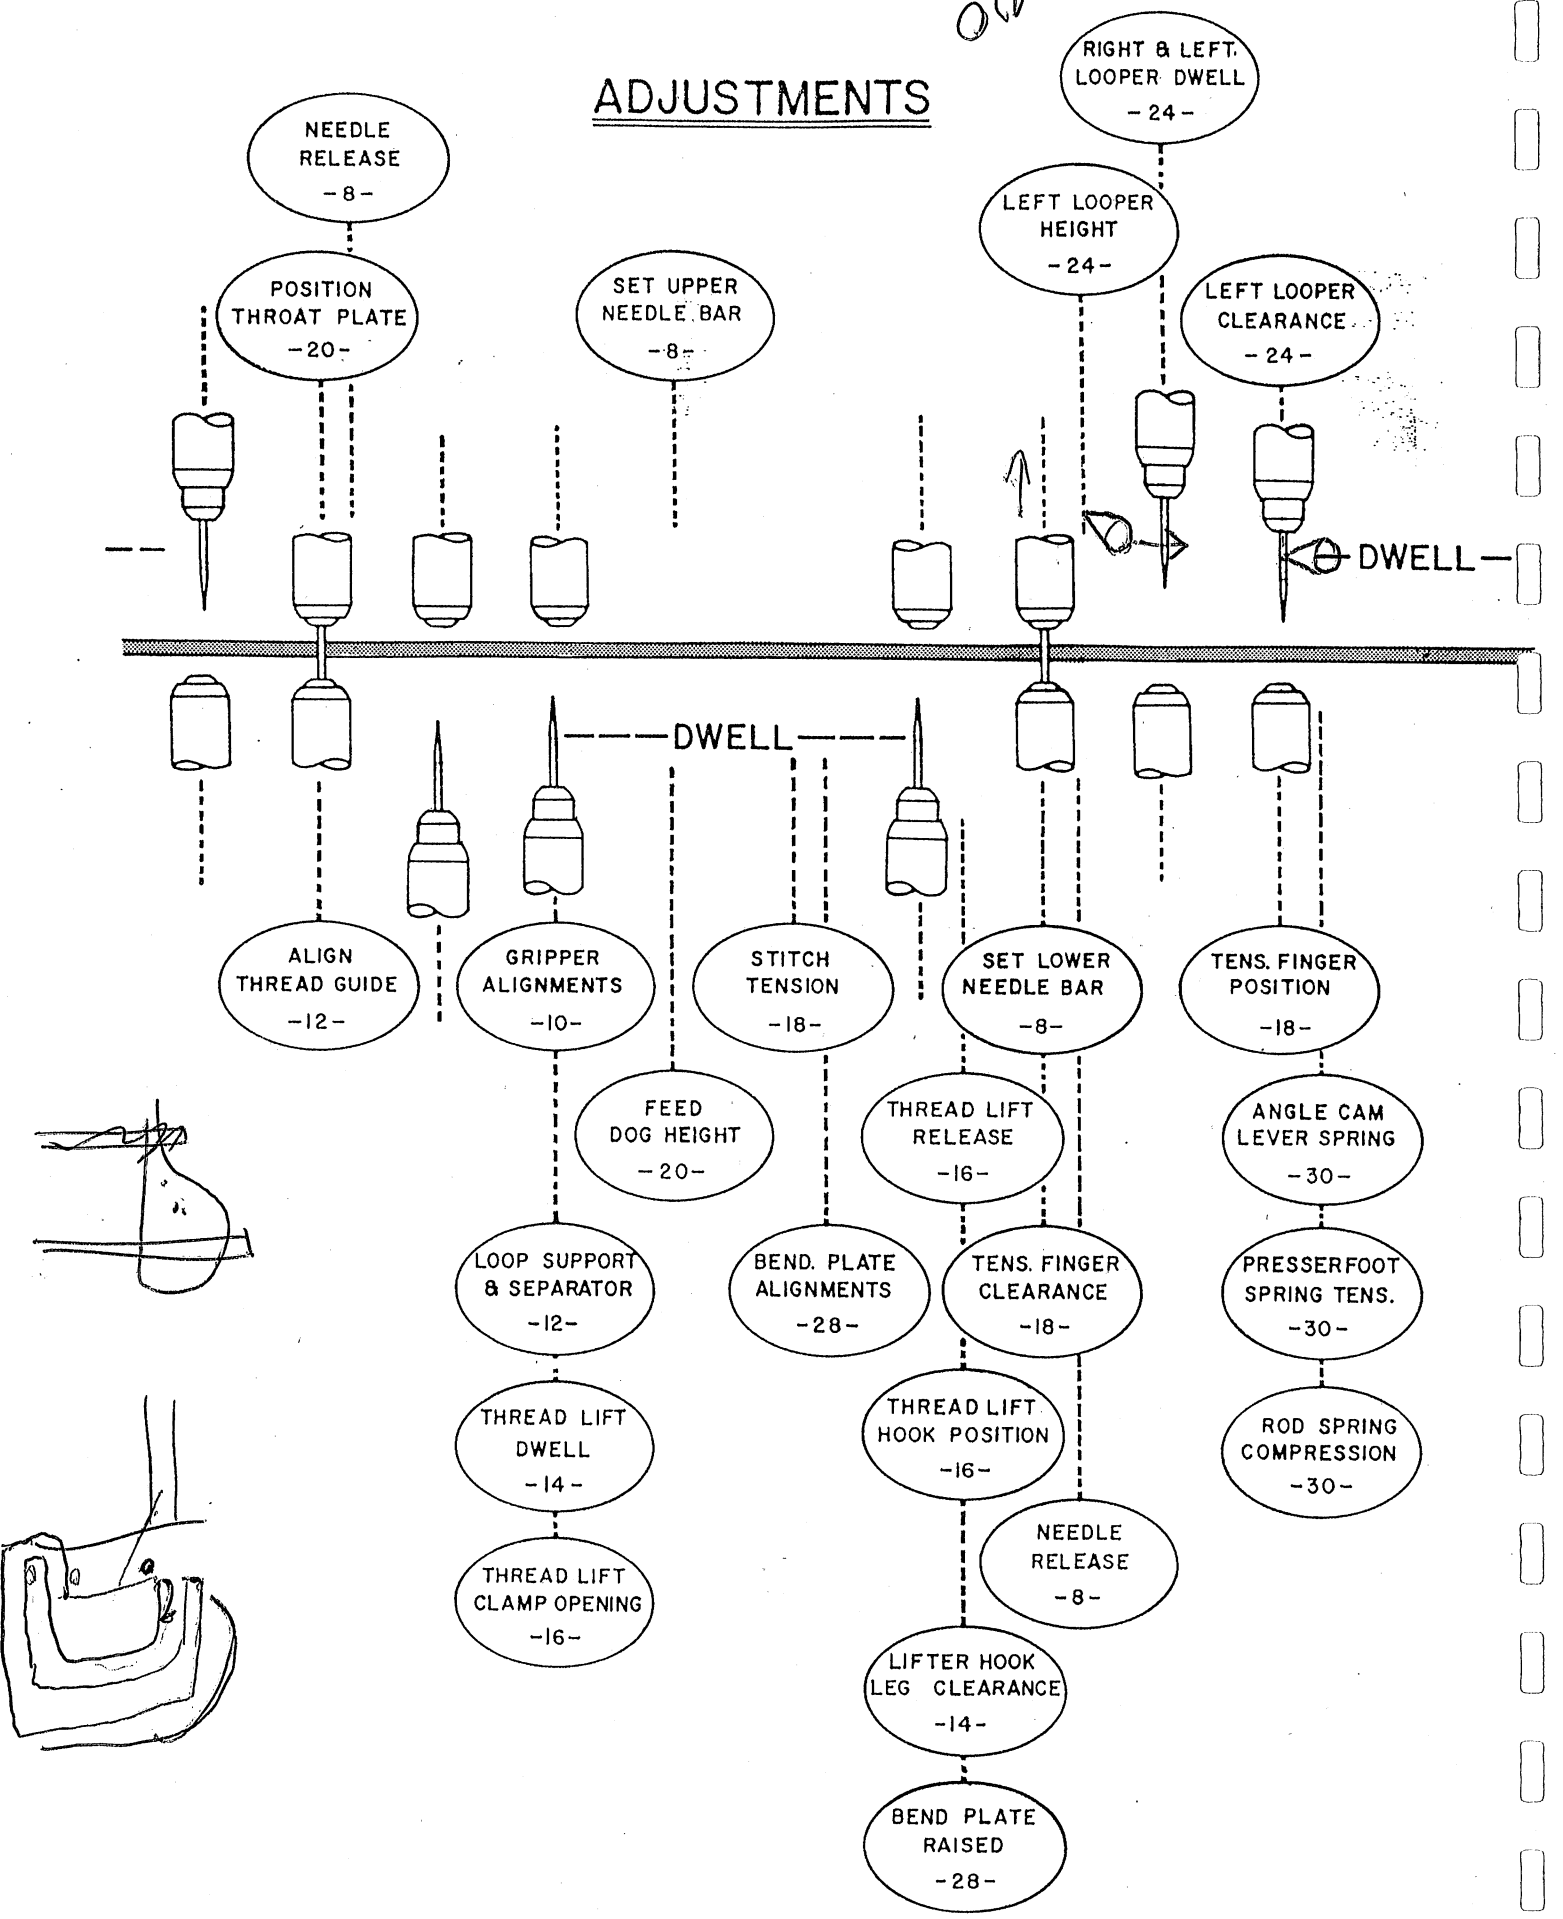 ADJUSTMENTS
RIGHT & LEFT.
LOOPER DWELL
-24-
NEEDLE
RELEASE
-8-
LEFT LOOPER
HEIGHT
-24-
POSITION
THROAT PLATE
-20-
SET UPPER
NEEDLE BAR
-8-
LEFT LOOPER
CLEARANCE
-24-
DWELL
DWELL
ALIGN
THREAD GUIDE
-12-
GRIPPER
ALIGNMENTS
-10-
STITCH
TENSION
-18-
SET LOWER
NEEDLE BAR
-8-
TENS. FINGER
POSITION
-18-
FEED
DOG HEIGHT
-20-
THREAD LIFT
RELEASE
-16-
ANGLE CAM
LEVER SPRING
-30-
LOOP SUPPORT
& SEPARATOR
-12-
BEND. PLATE
ALIGNMENTS
-28-
TENS. FINGER
CLEARANCE
-18-
PRESSERFOOT
SPRING TENS.
-30-
THREAD LIFT
DWELL
-14-
THREAD LIFT
HOOK POSITION
-16-
ROD SPRING
COMPRESSION
-30-
THREAD LIFT
CLAMP OPENING
-16-
NEEDLE
RELEASE
-8-
LIFTER HOOK
LEG CLEARANCE
-14-
BEND PLATE
RAISED
-28-